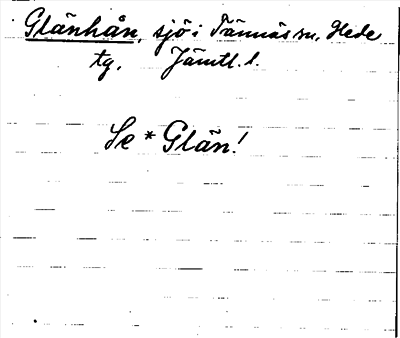 Glänhån, sjö i Tännäs sn, Hede
tg. Jämtl. l.
Se * Glän!